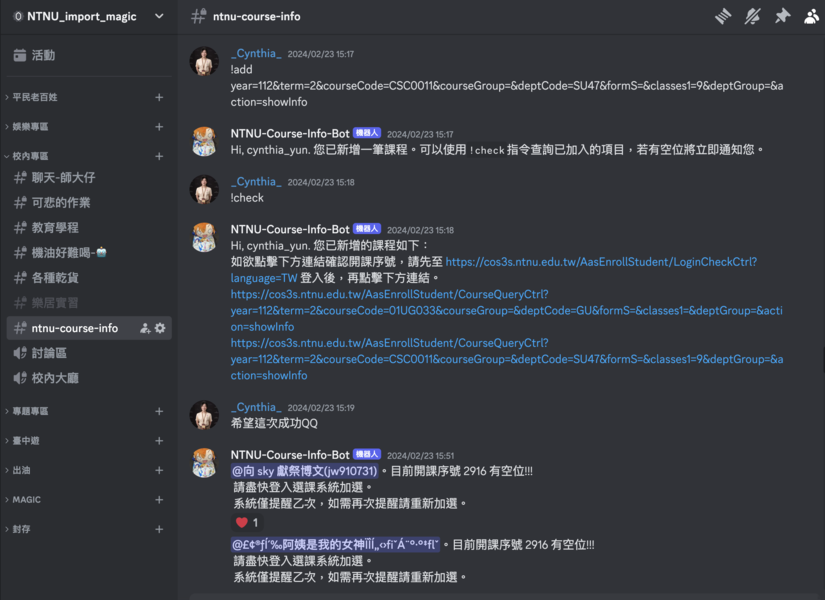 NTNU_import_magic
活動
平民老百姓
娛樂專區
校內專區
聊天-師大仔
可悲的作業
教育學程
機油好難喝-
各種乾貨
樂居實習
ntnu-course-info
討論區
校內大廳
專題專區
臺中遊
出油
MAGIC
封存
ntnu-course-info
_Cynthia_ 2024/02/23 15:17
!add
year=112&term=2&courseCode=CSC0011&courseGroup=&deptCode=SU47&formS=&classes1=9&deptGroup=&a
ction=showInfo
NTNU-Course-Info-Bot 機器人 2024/02/23 15:17
Hi, cynthia_yun. 您已新增一筆課程。可以使用 !check 指令查詢已加入的項目，若有空位將立即通知您。
_Cynthia_ 2024/02/23 15:18
!check
NTNU-Course-Info-Bot 機器人 2024/02/23 15:18
Hi, cynthia_yun. 您已新增的課程如下：
如欲點擊下方連結確認開課序號，請先至 https://cos3s.ntnu.edu.tw/AasEnrollStudent/LoginCheckCtrl?
language=TW 登入後，再點擊下方連結。
https://cos3s.ntnu.edu.tw/AasEnrollStudent/CourseQueryCtrl?
year=112&term=2&courseCode=01UG033&courseGroup=&deptCode=GU&formS=&classes1=&deptGroup=&acti
on=showInfo
https://cos3s.ntnu.edu.tw/AasEnrollStudent/CourseQueryCtrl?
year=112&term=2&courseCode=CSC0011&courseGroup=&deptCode=SU47&formS=&classes1=9&deptGroup=&a
ction=showInfo
_Cynthia_ 2024/02/23 15:19
希望這次成功QQ
NTNU-Course-Info-Bot 機器人 2024/02/23 15:51
@向 sky 獻祭博文(jw910731)。目前開課序號 2916 有空位!!!
請盡快登入選課系統加選。
系統僅提醒乙次，如需再次提醒請重新加選。
1
阿姨是我的女神 。目前開課序號 2916 有空位!!!
請盡快登入選課系統加選。
系統僅提醒乙次，如需再次提醒請重新加選。